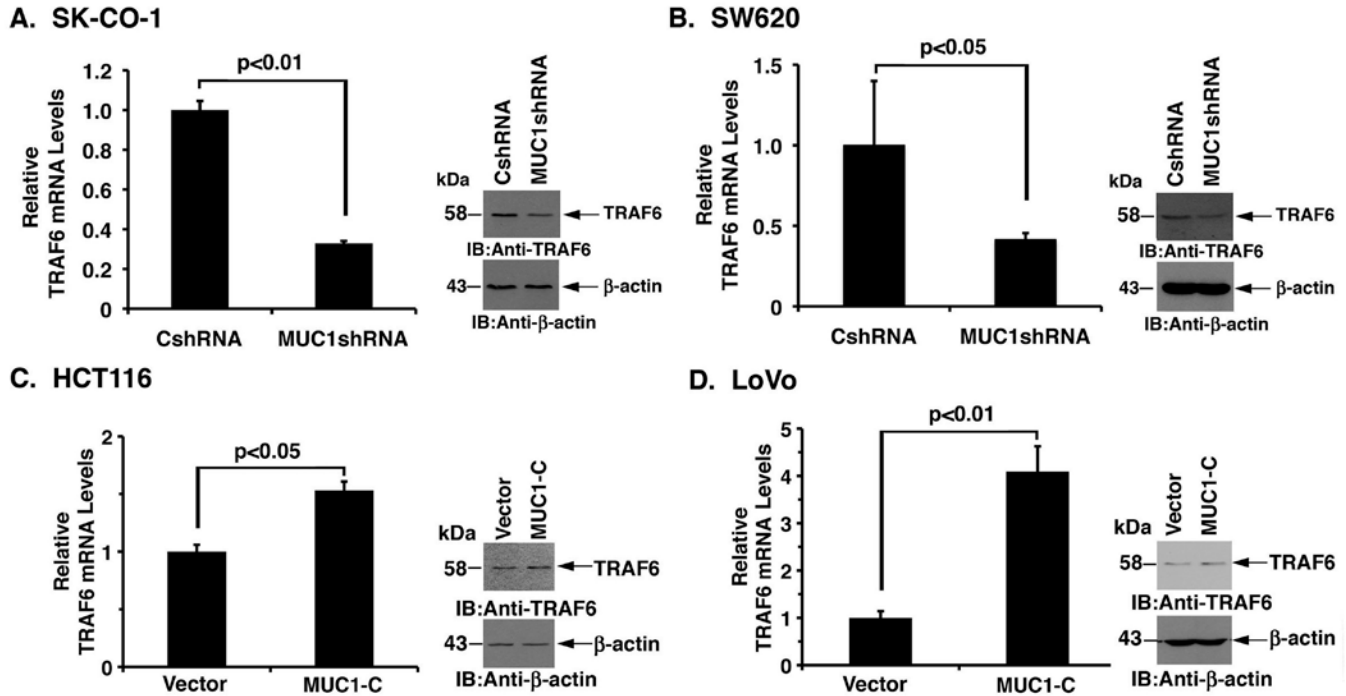 A. SK-CO-1
p<0.01
Relative
TRAF6 mRNA Levels
1.2
1.0
0.8
0.6
0.4
0.2
0
CshRNA MUC1shRNA
CshRNA
MUC1shRNA
kDa
58 TRAF6
IB:Anti-TRAF6
43 β-actin
IB:Anti-β-actin
B. SW620
p<0.05
Relative
TRAF6 mRNA Levels
1.5
1.0
0.5
0
CshRNA MUC1shRNA
CshRNA
MUC1shRNA
kDa
58 TRAF6
IB:Anti-TRAF6
43 β-actin
IB:Anti-β-actin
C. HCT116
p<0.05
Relative
TRAF6 mRNA Levels
2
1
0
Vector MUC1-C
Vector
MUC1-C
kDa
58 TRAF6
IB:Anti-TRAF6
43 β-actin
IB:Anti-β-actin
D. LoVo
p<0.01
Relative
TRAF6 mRNA Levels
5
4
3
2
1
0
Vector MUC1-C
Vector
MUC1-C
kDa
58 TRAF6
IB:Anti-TRAF6
43 β-actin
IB:Anti-β-actin